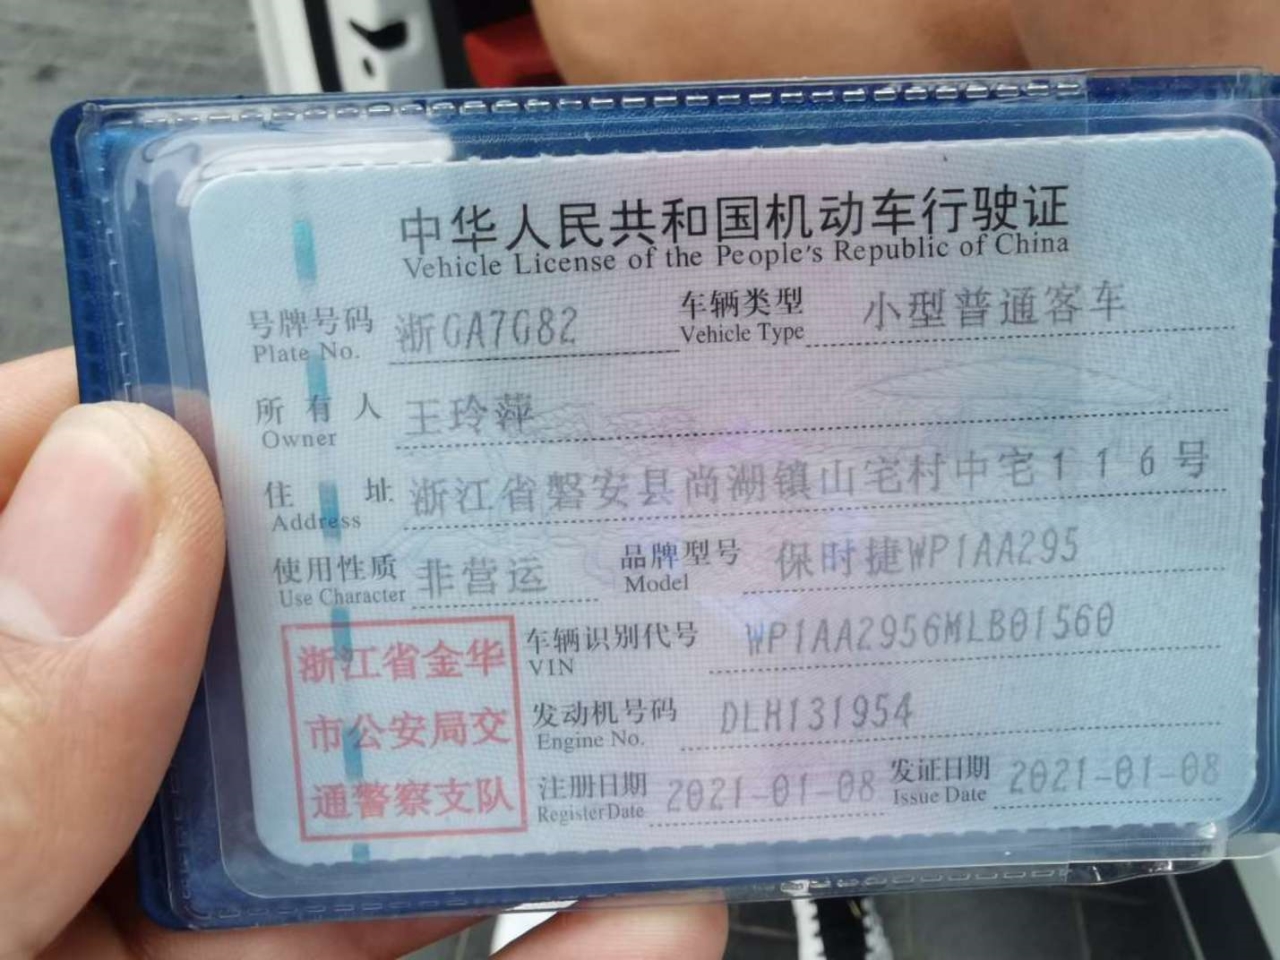 中华人民共和国机动车行驶证
Vehicle License of the People's Republic of China
号牌号码 浙GA7G82 车辆类型 小型普通客车
Plate No. Vehicle Type
所有人 王玲萍
Owner
住址 浙江省磐安县尚湖镇山宅村中宅116号
Address
使用性质 非营运 品牌型号 保时捷WP1AA295
Use Character Model
浙江省金华
市公安局交
通警察支队
车辆识别代号 WP1AA2956MLB01560
VIN
发动机号码 DLH131954
Engine No.
注册日期 2021-01-08 发证日期 2021-01-08
Register Date Issue Date